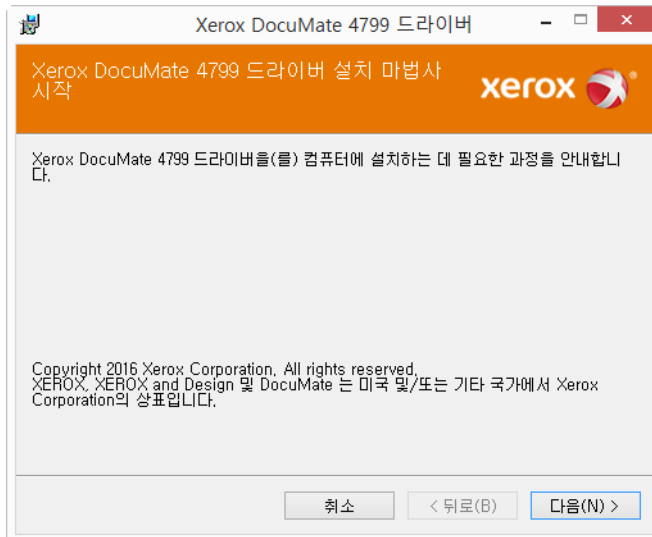 Xerox DocuMate 4799 드라이버
Xerox DocuMate 4799 드라이버 설치 마법사
시작
xerox
Xerox DocuMate 4799 드라이버을(를) 컴퓨터에 설치하는 데 필요한 과정을 안내합니
다.
Copyright 2016 Xerox Corporation. All rights reserved.
XEROX, XEROX and Design 및 DocuMate 는 미국 및/또는 기타 국가에서 Xerox
Corporation의 상표입니다.
취소 < 뒤로(B) 다음(N) >